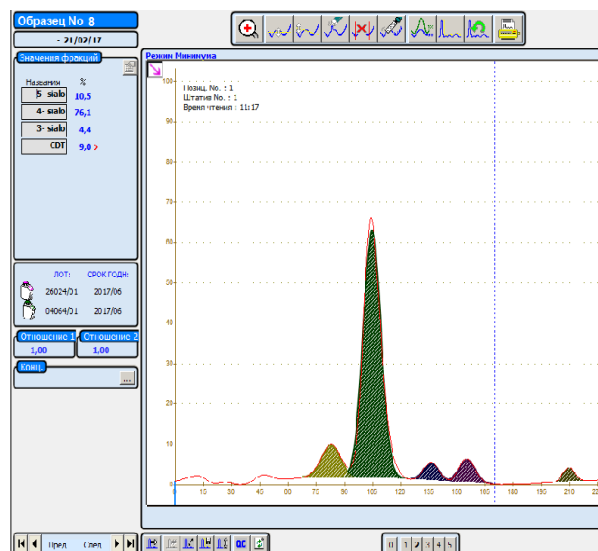 Образец No 8
- 21/02/17
Значения фракций
Названия %
5 sialo 10,5
4- sialo 76,1
3- sialo 4,4
CDT 9,0 >
ЛОТ: СРОК ГОДН:
26024/01 2017/06
04064/01 2017/06
Отношение 1 Отношение 2
1,00 1,00
Конц.
...
Пред След
Режим Минимума
Позиц. No. : 1
Штатив No. : 1
Время чтения : 11:17
100
90
80
70
60
50
40
30
20
10
0 15 30 45 60 75 90 100 120 135 150 165 180 195 210 22
QC
0 1 2 3 4 5